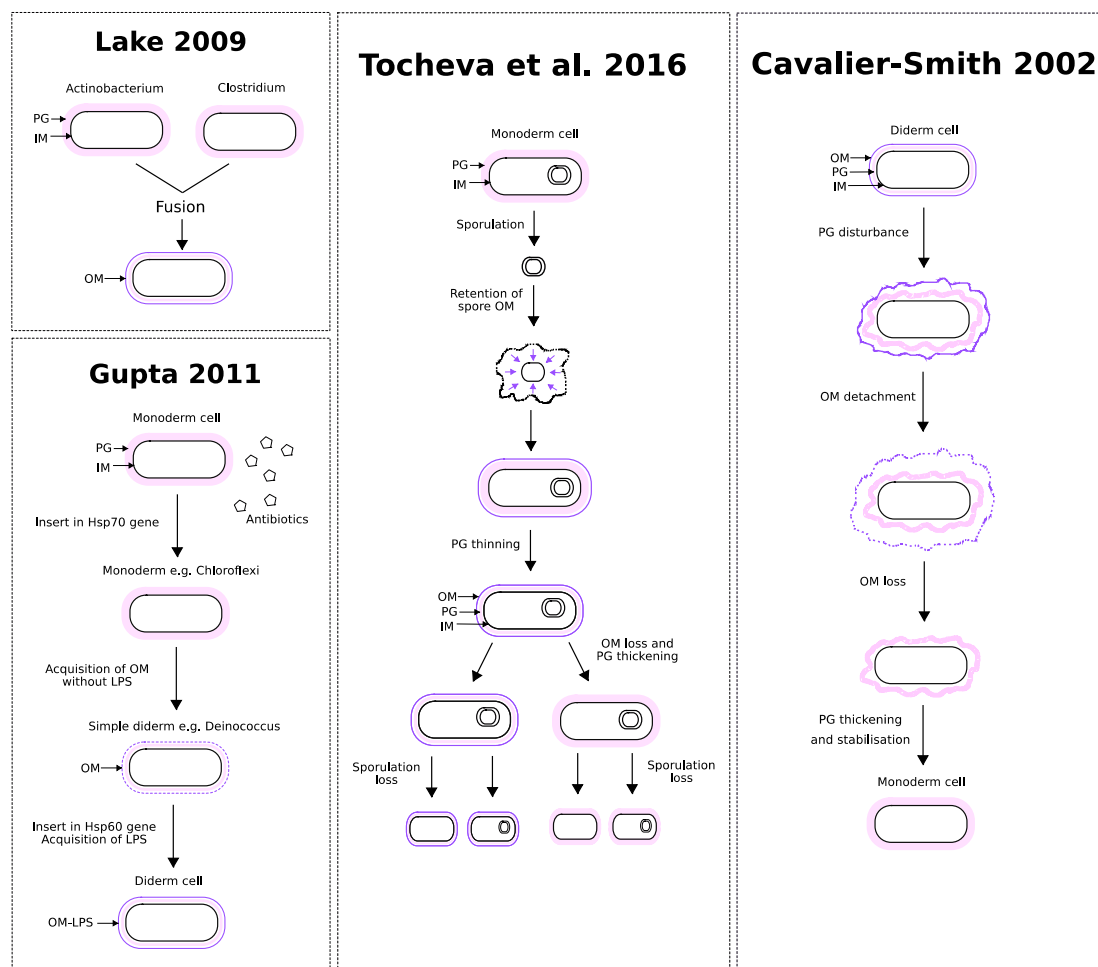 Lake 2009
Actinobacterium
Clostridium
PG
IM
Fusion
OM
Gupta 2011
Monoderm cell
PG
IM
Antibiotics
Insert in Hsp70 gene
Monoderm e.g. Chloroflexi
Acquisition of OM
without LPS
Simple diderm e.g. Deinococcus
OM
Insert in Hsp60 gene
Acquisition of LPS
Diderm cell
OM-LPS
Tocheva et al. 2016
Monoderm cell
PG
IM
Sporulation
Retention of
spore OM
PG thinning
OM
PG
IM
OM loss and
PG thickening
Sporulation
loss
Sporulation
loss
Cavalier-Smith 2002
Diderm cell
OM
PG
IM
PG disturbance
OM detachment
OM loss
PG thickening
and stabilisation
Monoderm cell